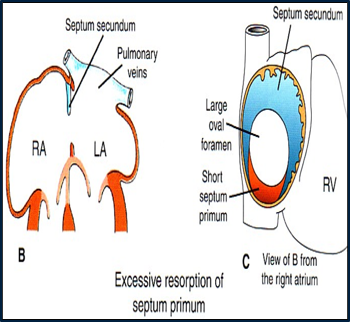 Septum secundum
Pulmonary
veins
RA
LA
B
Septum secundum
Large
oval
foramen
Short
septum
primum
RV
C
View of B from
the right atrium
Excessive resorption of
septum primum